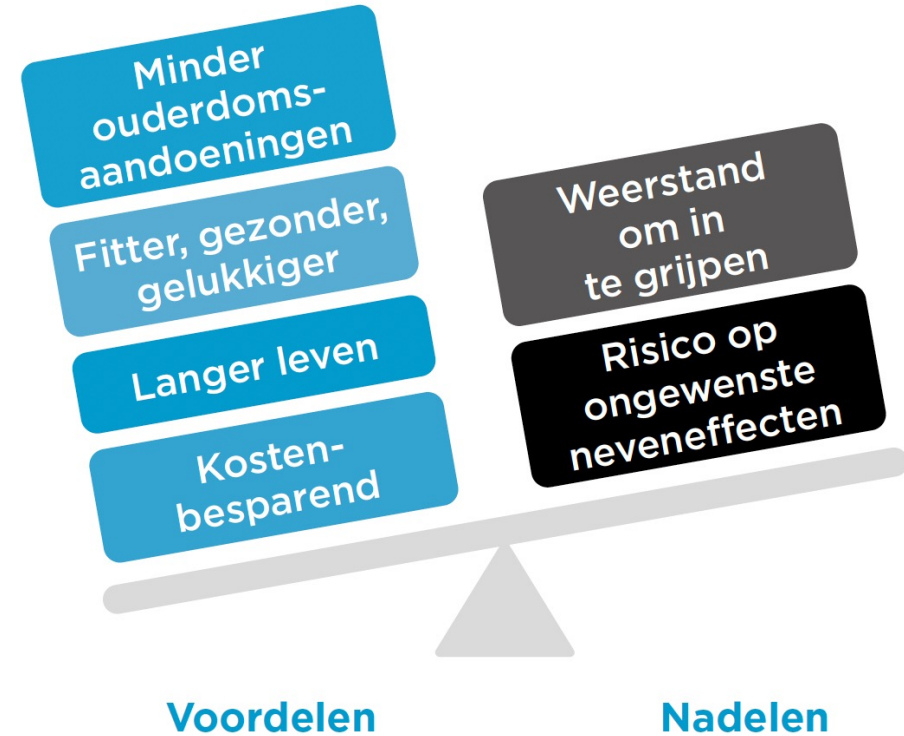 Minder
ouderdoms-
aandoeningen
Fitter, gezonder,
gelukkiger
Langer leven
Kosten-
besparend
Weerstand
om in
te grijpen
Risico op
ongewenste
neveneffecten
Voordelen
Nadelen